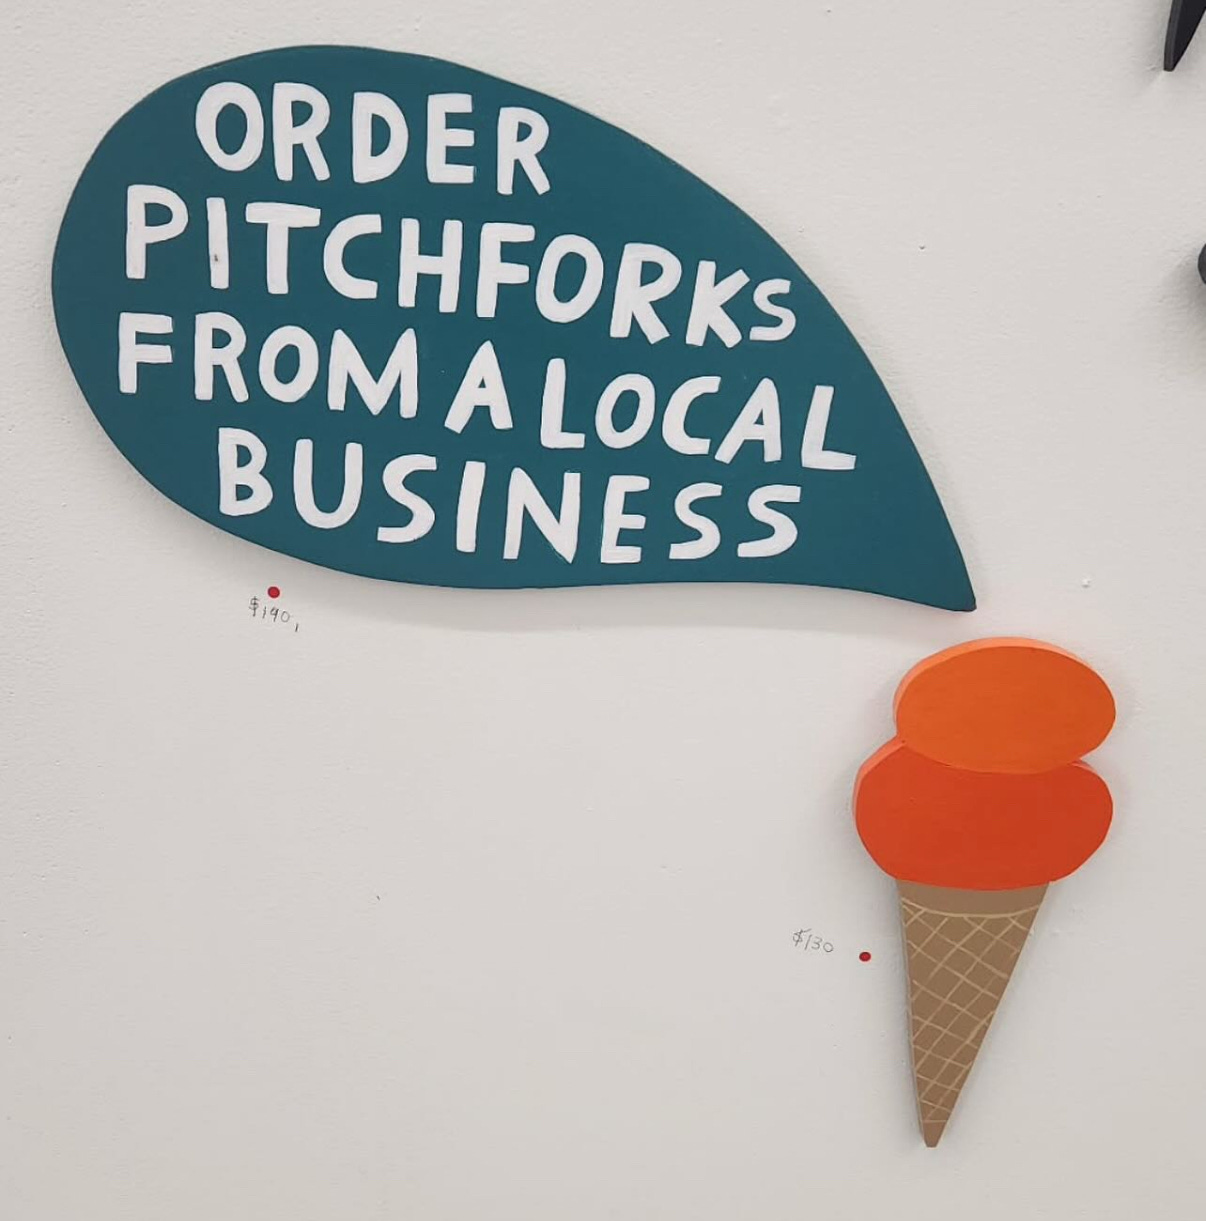 ORDER
PITCHFORKS
FROM A LOCAL
BUSINESS
$190,
$130